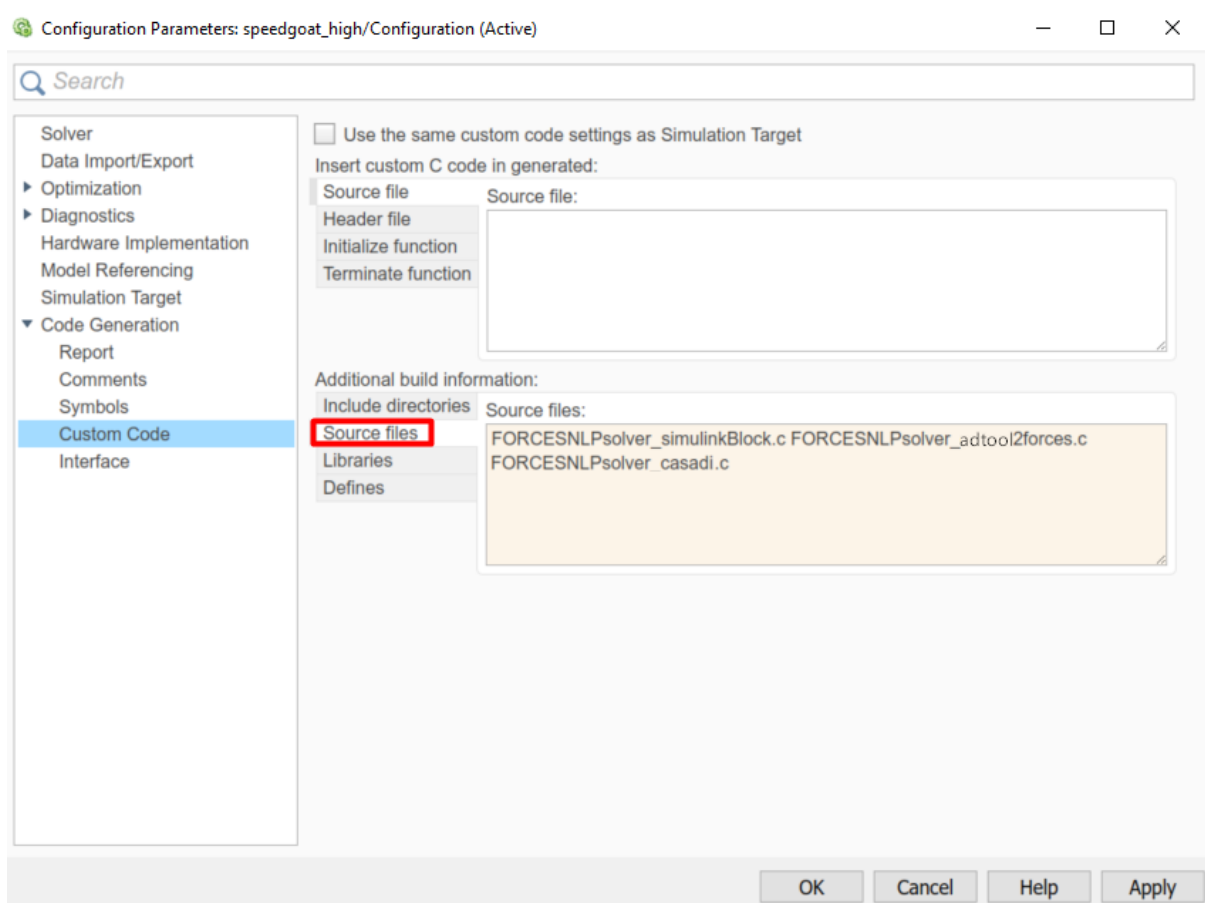 Configuration Parameters: speedgoat_high/Configuration (Active)
Search
Solver
Data Import/Export
Optimization
Diagnostics
Hardware Implementation
Model Referencing
Simulation Target
Code Generation
Report
Comments
Symbols
Custom Code
Interface
Use the same custom code settings as Simulation Target
Insert custom C code in generated:
Source file
Header file
Initialize function
Terminate function
Source file:
Additional build information:
Include directories
Source files
Libraries
Defines
Source files:
FORCESNLPsolver_simulinkBlock.c FORCESNLPsolver_adtool2forces.c
FORCESNLPsolver_casadi.c
OK
Cancel
Help
Apply